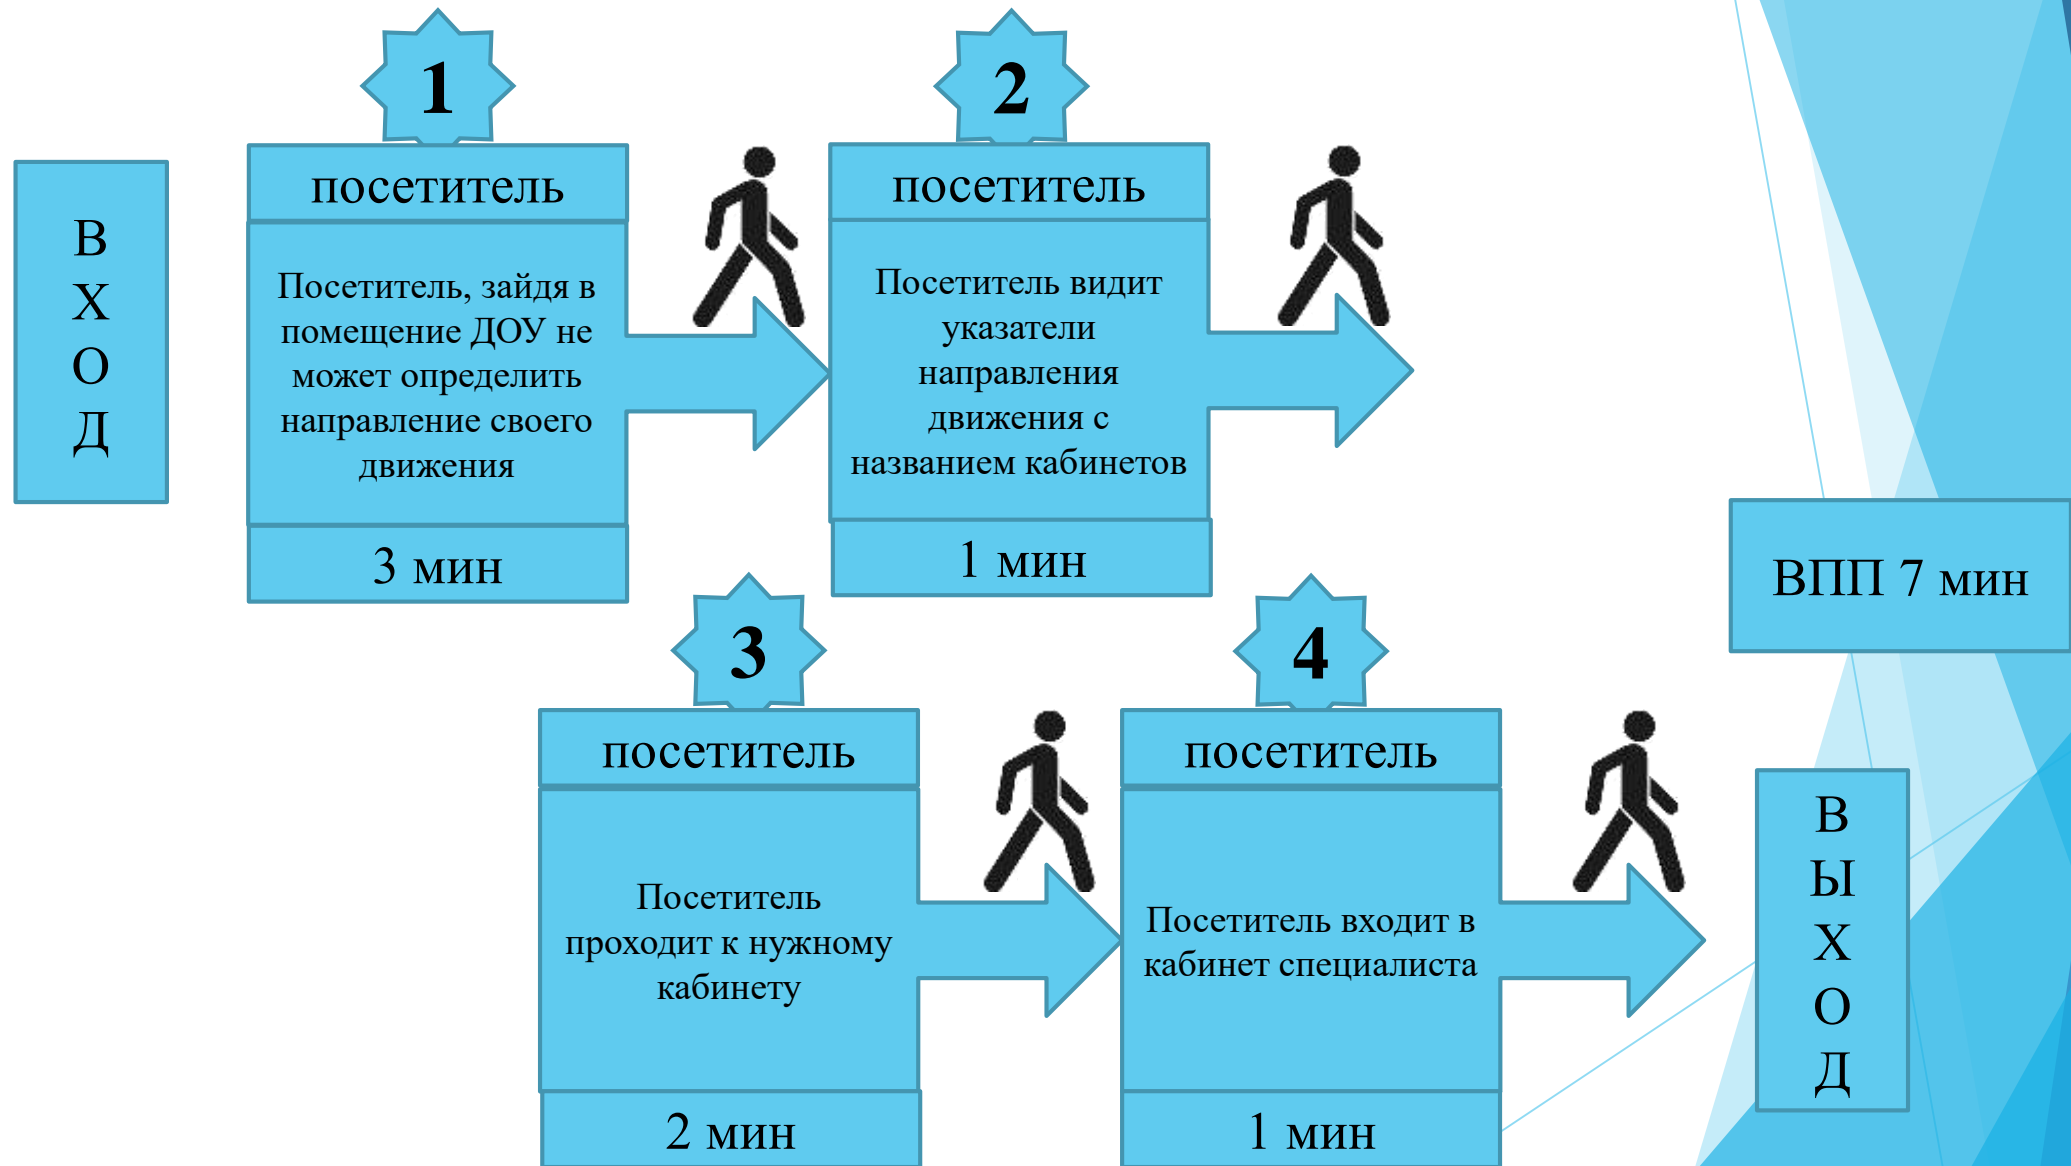 В
Х
О
Д
1
посетитель
Посетитель, зайдя в
помещение ДОУ не
может определить
направление своего
движения
3 мин
2
посетитель
Посетитель видит
указатели
направления
движения с
названием кабинетов
1 мин
ВПП 7 мин
3
посетитель
Посетитель
проходит к нужному
кабинету
2 мин
4
посетитель
Посетитель входит в
кабинет специалиста
1 мин
В
Ы
Х
О
Д